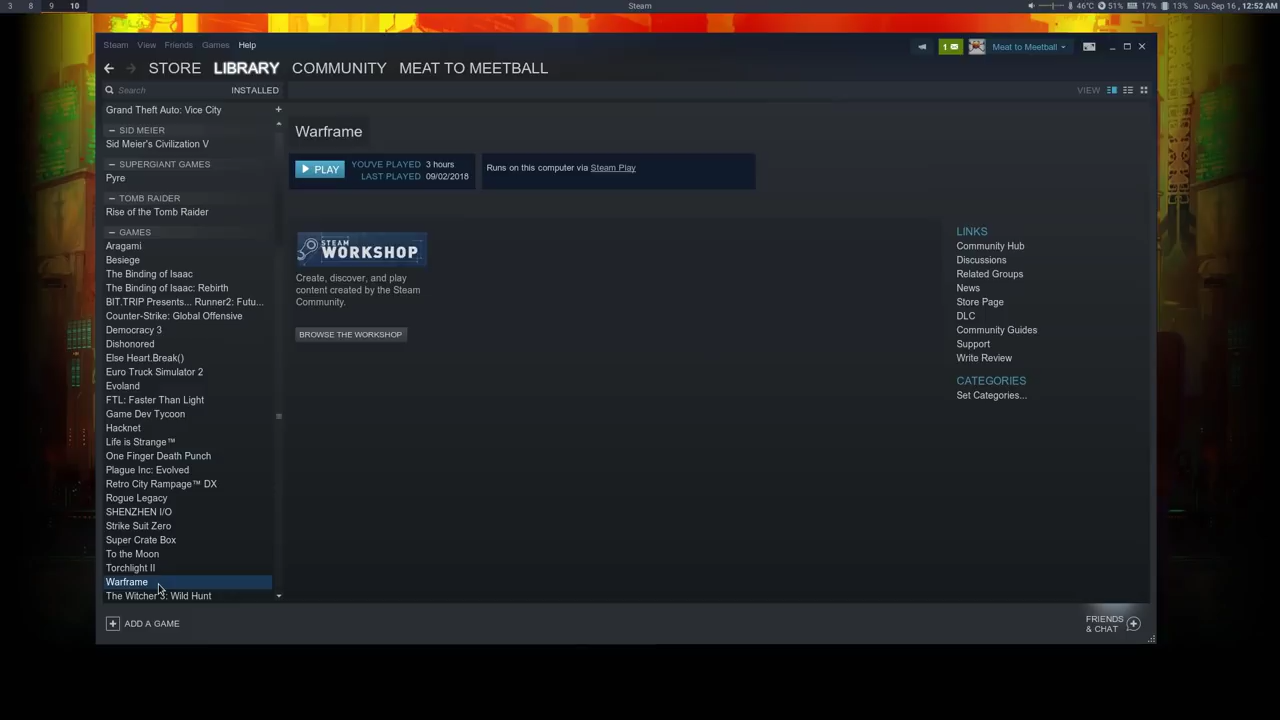 3 8 9 10
Steam
46°C 51% 17% 13% Sun, Sep 16 , 12:52 AM
Steam View Friends Games Help
1
Meat to Meetball
STORE LIBRARY COMMUNITY MEAT TO MEETBALL
Search
INSTALLED
VIEW
Grand Theft Auto: Vice City
SID MEIER
Sid Meier's Civilization V
SUPERGIANT GAMES
Pyre
TOMB RAIDER
Rise of the Tomb Raider
GAMES
Aragami
Besiege
The Binding of Isaac
The Binding of Isaac: Rebirth
BIT.TRIP Presents... Runner2: Futu...
Counter-Strike: Global Offensive
Democracy 3
Dishonored
Else Heart.Break()
Euro Truck Simulator 2
Evoland
FTL: Faster Than Light
Game Dev Tycoon
Hacknet
Life is Strange™
One Finger Death Punch
Plague Inc: Evolved
Retro City Rampage™ DX
Rogue Legacy
SHENZHEN I/O
Strike Suit Zero
Super Crate Box
To the Moon
Torchlight II
Warframe
The Witcher 3: Wild Hunt
Warframe
PLAY
YOU'VE PLAYED 3 hours
LAST PLAYED 09/02/2018
Runs on this computer via Steam Play
STEAM
WORKSHOP
Create, discover, and play
content created by the Steam
Community.
BROWSE THE WORKSHOP
LINKS
Community Hub
Discussions
Related Groups
News
Store Page
DLC
Community Guides
Support
Write Review
CATEGORIES
Set Categories...
ADD A GAME
FRIENDS
& CHAT